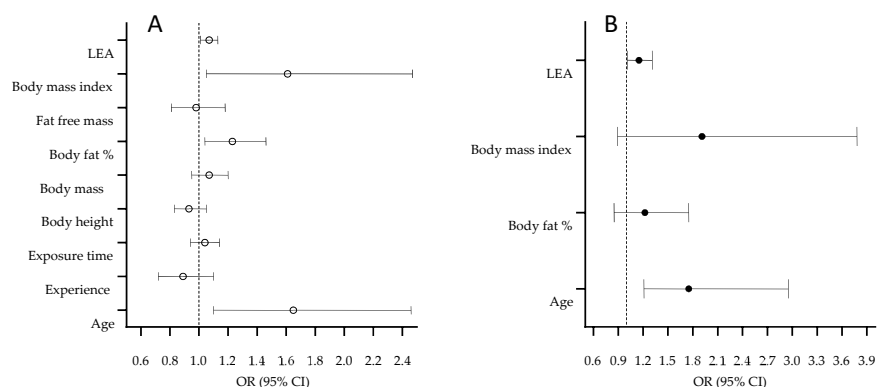 A
LEA
Body mass index
Fat free mass
Body fat %
Body mass
Body height
Exposure time
Experience
Age
0.6 0.8 1.0 1.2 1.4 1.6 1.8 2.0 2.2 2.4
OR (95% CI)
B
LEA
Body mass index
Body fat %
Age
0.6 0.9 1.2 1.5 1.8 2.1 2.4 2.7 3.0 3.3 3.6 3.9
OR (95% CI)